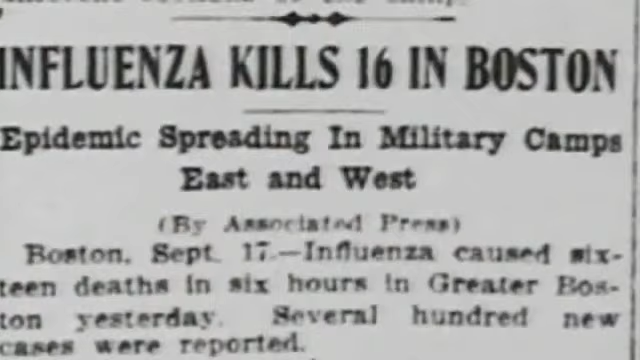 INFLUENZA KILLS 16 IN BOSTON
Epidemic Spreading In Military Camps
East and West
(By Associated Press)
Boston, Sept. 17.—Influenza caused six-
teen deaths in six hours in Greater Bos-
ton yesterday. Several hundred new
cases were reported.